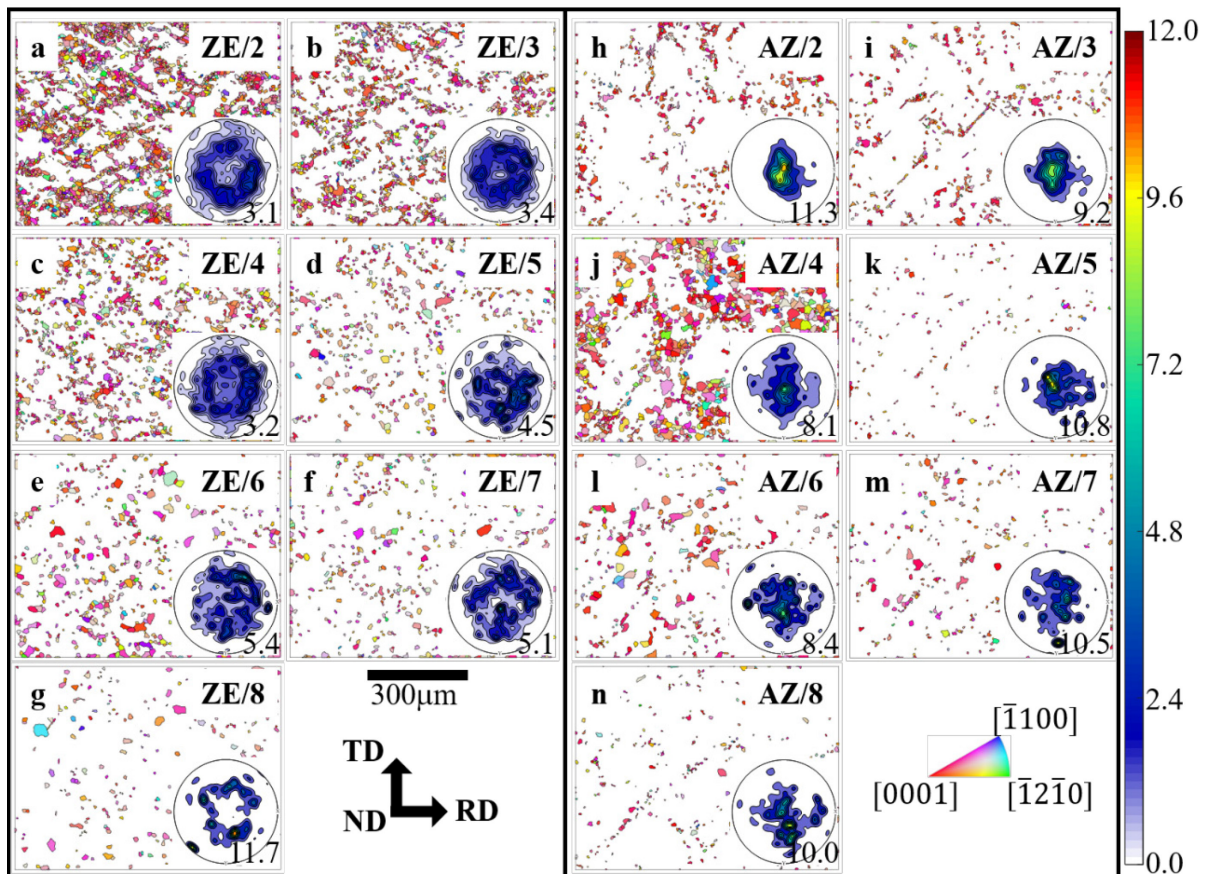 a ZE/2 3.1
b ZE/3 3.4
h AZ/2 11.3
i AZ/3 9.2
c ZE/4 3.2
d ZE/5 4.5
j AZ/4 8.1
k AZ/5 10.8
e ZE/6 5.4
f ZE/7 5.1
l AZ/6 8.4
m AZ/7 10.5
g ZE/8 11.7
300μm
TD
ND RD
n AZ/8 10.0
[1̅100]
[0001] [1̅21̅0]
12.0
9.6
7.2
4.8
2.4
0.0